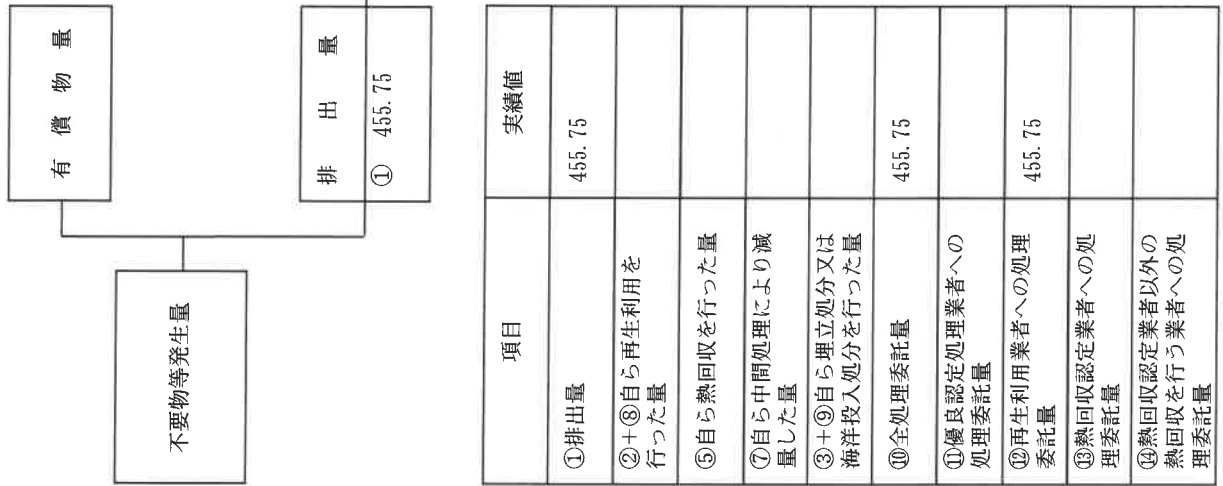 有 償 物 量
不要物等発生量
排 出 量
① 455.75
項目
実績値
①排出量
455.75
②+⑧自ら再生利用を
行った量
⑤自ら熱回収を行った量
⑦自ら中間処理により減
量した量
③+⑨自ら埋立処分又は
海洋投入処分を行った量
⑩全処理委託量
455.75
⑪優良認定処理業者への
処理委託量
⑫再生利用業者への処理
委託量
455.75
⑬熱回収認定業者への処
理委託量
⑭熱回収認定業者以外の
熱回収を行う業者への処
理委託量